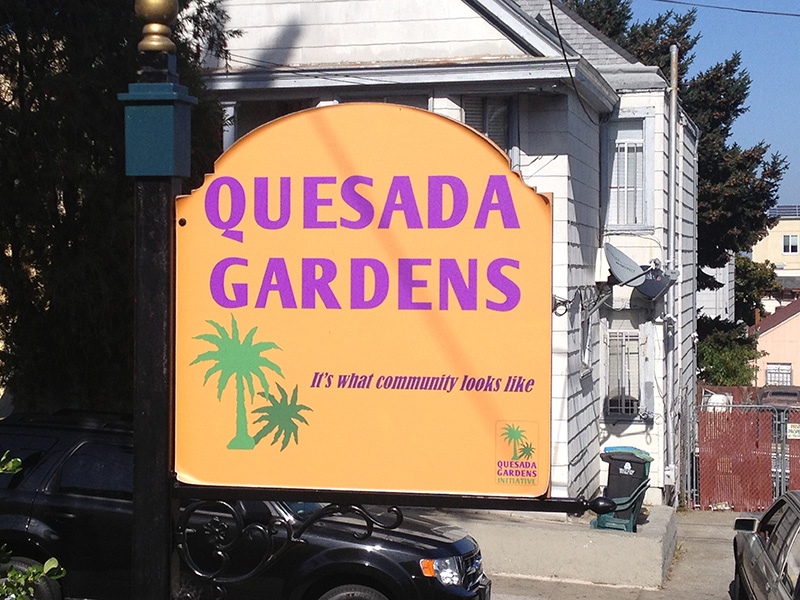 QUESADA
GARDENS
It's what community looks like
QUESADA
GARDENS
INITIATIVE